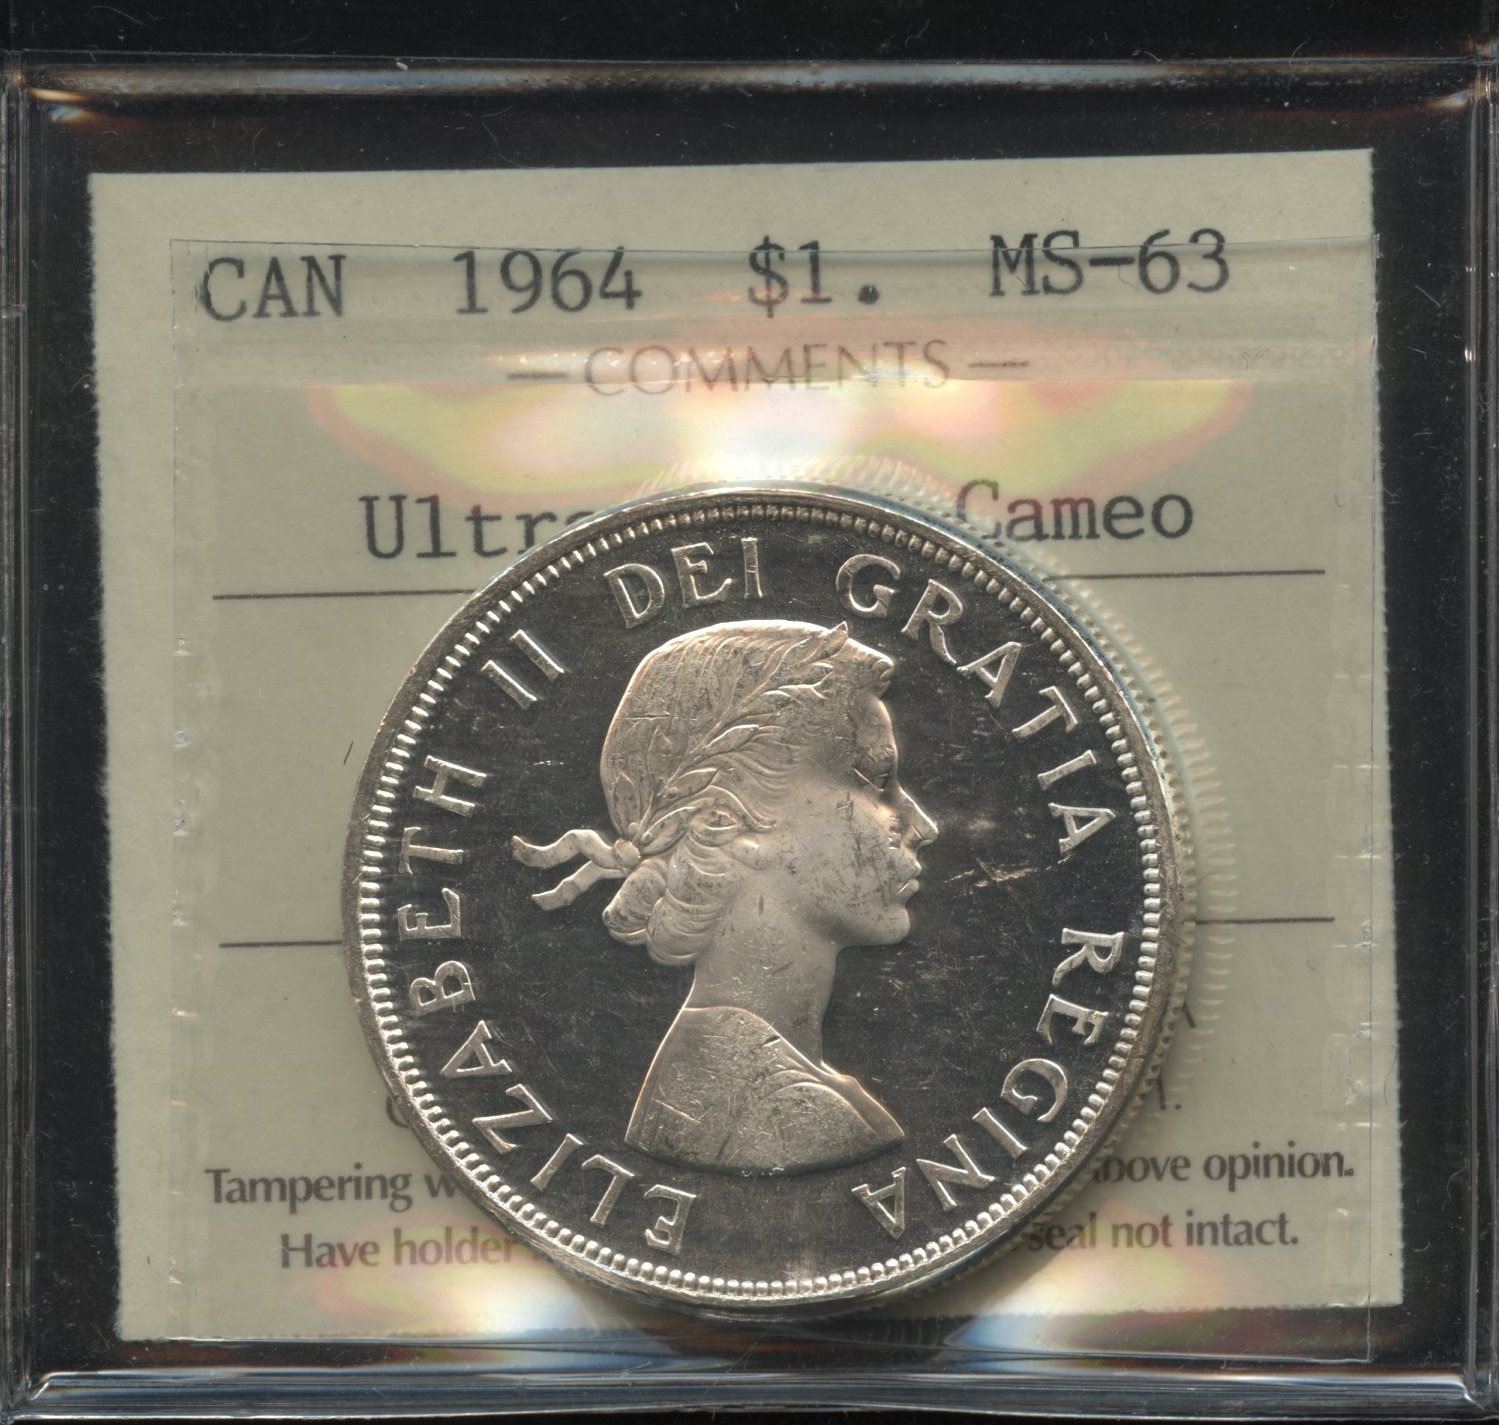 CAN 1964 $1. MS-63
— COMMENTS —
Ultra Cameo
ELIZABETH II DEI GRATIA REGINA
Tampering above opinion.
Have holder seal not intact.